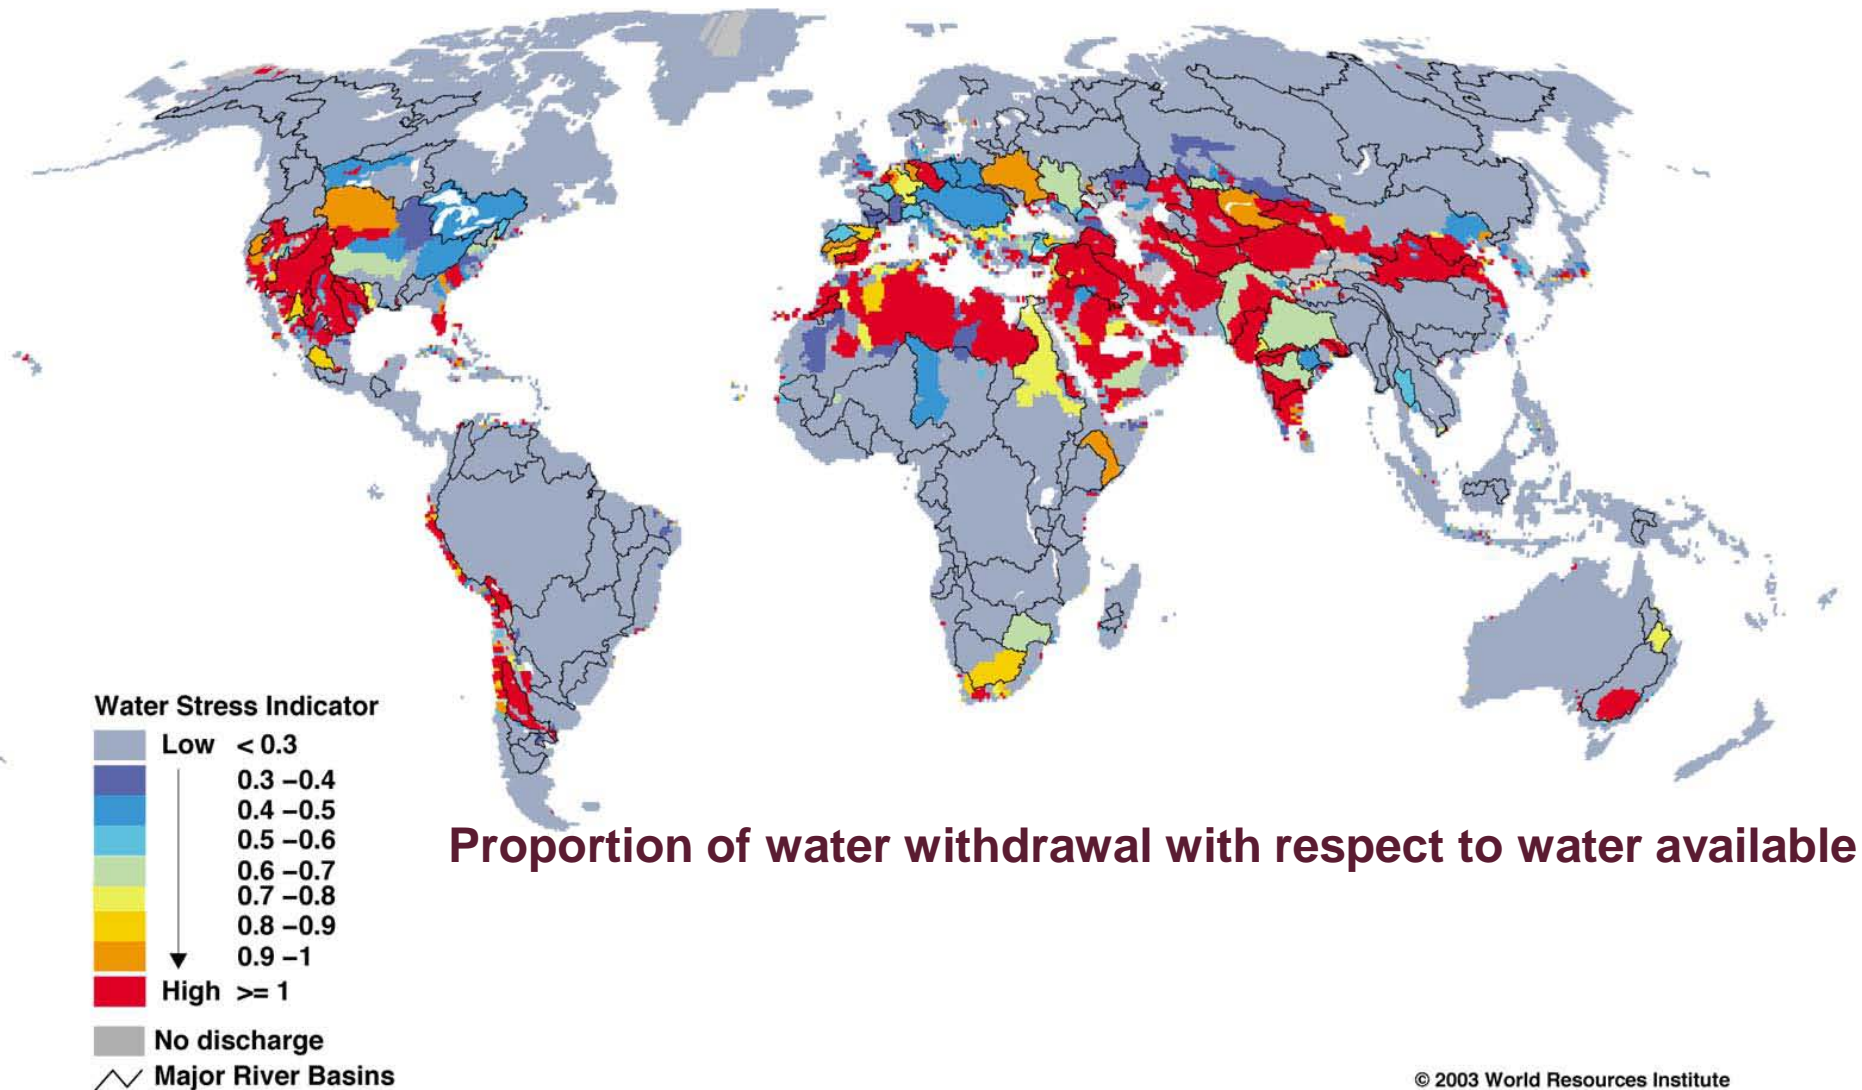 Water Stress Indicator
Low < 0.3
0.3 –0.4
0.4 –0.5
0.5 –0.6
0.6 –0.7
0.7 –0.8
0.8 –0.9
0.9 –1
High >= 1
No discharge
Major River Basins
Proportion of water withdrawal with respect to water available
© 2003 World Resources Institute